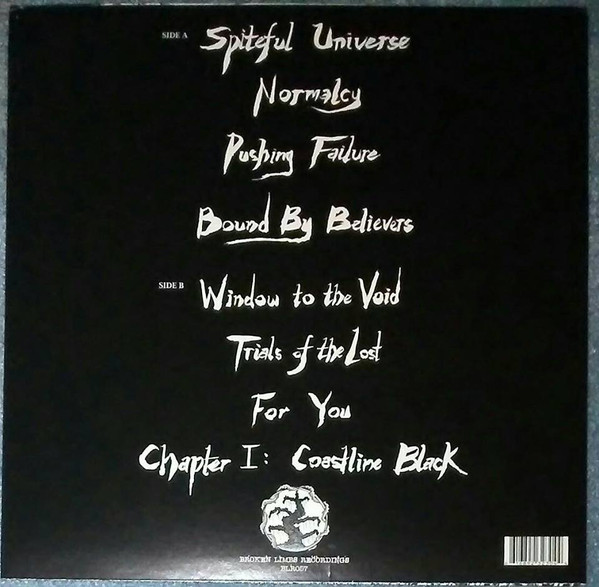 SIDE A Spiteful Universe
Normalcy
Pushing Failure
Bound By Believers
SIDE B Window to the Void
Trials of the Lost
For You
Chapter I: Coastline Black
BROKEN LIMBS RECORDINGS
BLR057